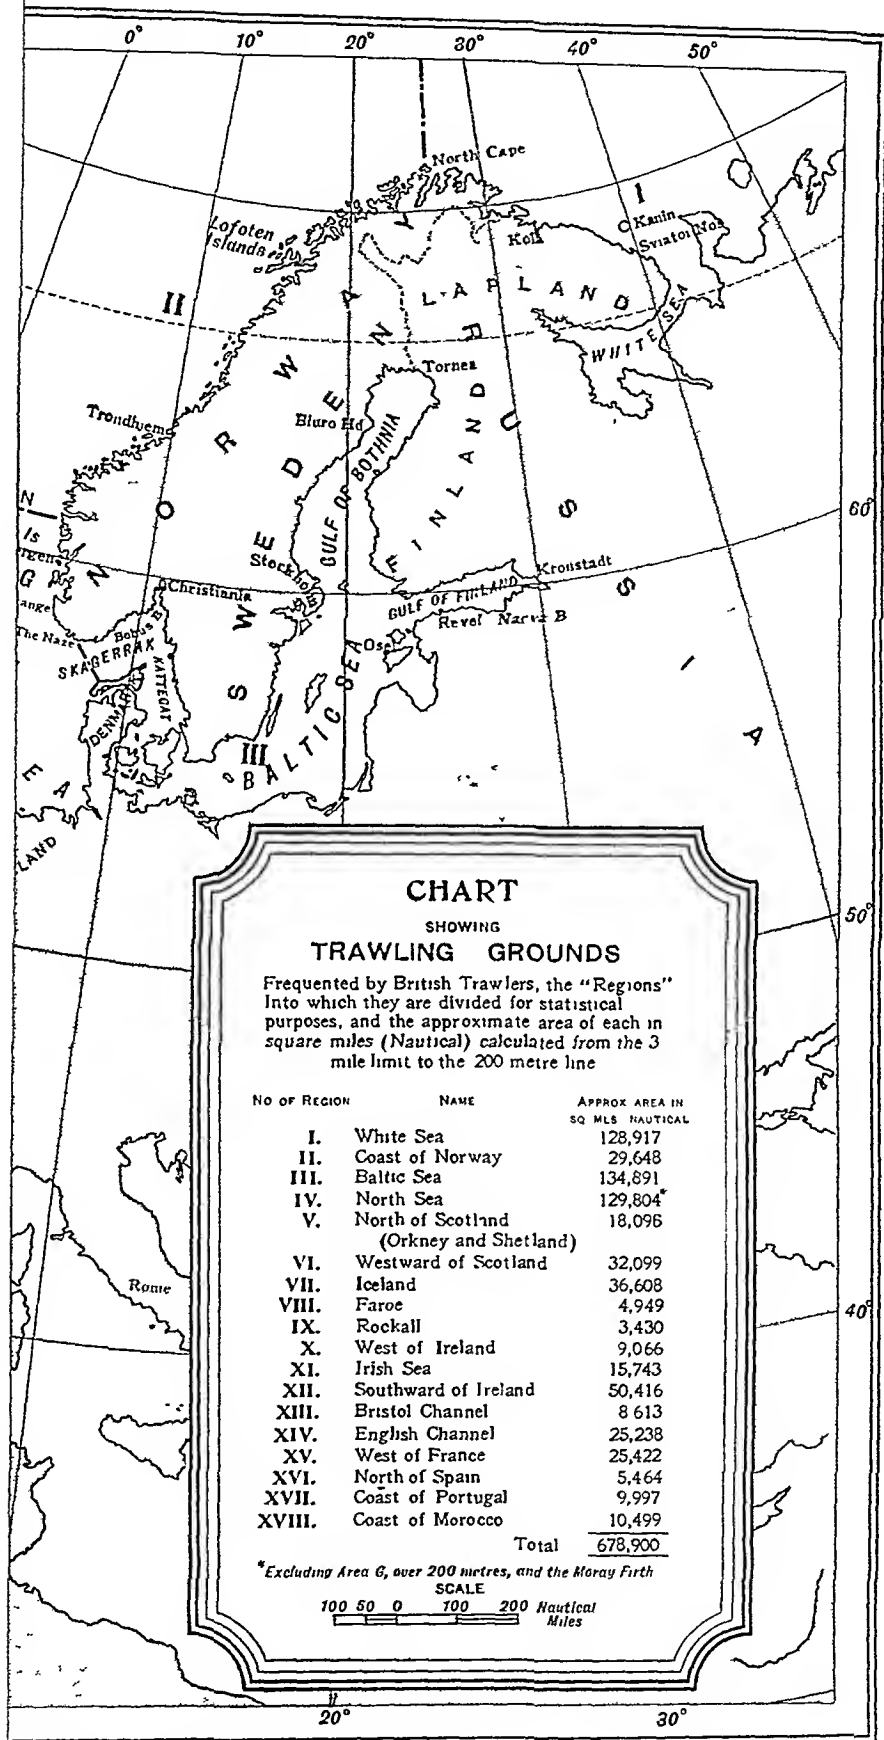 0° 10° 20° 30° 40° 50°
North Cape
I
C Kanin
Sviatoi Nos
Lofoten
Islands
Kola
II
LAPLAND
WHITE SEA
Tornea
Trondhjem
NORWAY
SWEDEN
Bluro Hd
GULF OF BOTHNIA
FINLAND
RUSSIA
60°
N
Is
rgen
G
Stockholm
Christiania
Kronstadt
GULF OF FINLAND
ange
The Naze
Bobus B
Revel Narva B
Osel
SKAGERRAK
KATTEGAT
DENMARK
III
BALTIC SEA
EA
LAND
50°
CHART
SHOWING
TRAWLING GROUNDS
Frequented by British Trawlers, the "Regions"
Into which they are divided for statistical
purposes, and the approximate area of each in
square miles (Nautical) calculated from the 3
mile limit to the 200 metre line
NO OF REGION NAME APPROX AREA IN
SQ MLS NAUTICAL
I. White Sea 128,917
II. Coast of Norway 29,648
III. Baltic Sea 134,891
IV. North Sea 129,804*
V. North of Scotland 18,096
(Orkney and Shetland)
VI. Westward of Scotland 32,099
VII. Iceland 36,608
VIII. Faroe 4,949
IX. Rockall 3,430
X. West of Ireland 9,066
XI. Irish Sea 15,743
XII. Southward of Ireland 50,416
XIII. Bristol Channel 8 613
XIV. English Channel 25,238
XV. West of France 25,422
XVI. North of Spain 5,464
XVII. Coast of Portugal 9,997
XVIII. Coast of Morocco 10,499
Total 678,900
*Excluding Area G, over 200 metres, and the Moray Firth
SCALE
100 50 0 100 200 Nautical
Miles
Rome
40°
20° 30°